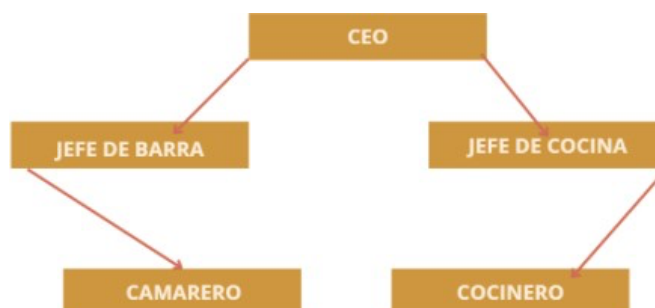 CEO
JEFE DE BARRA
JEFE DE COCINA
CAMARERO
COCINERO